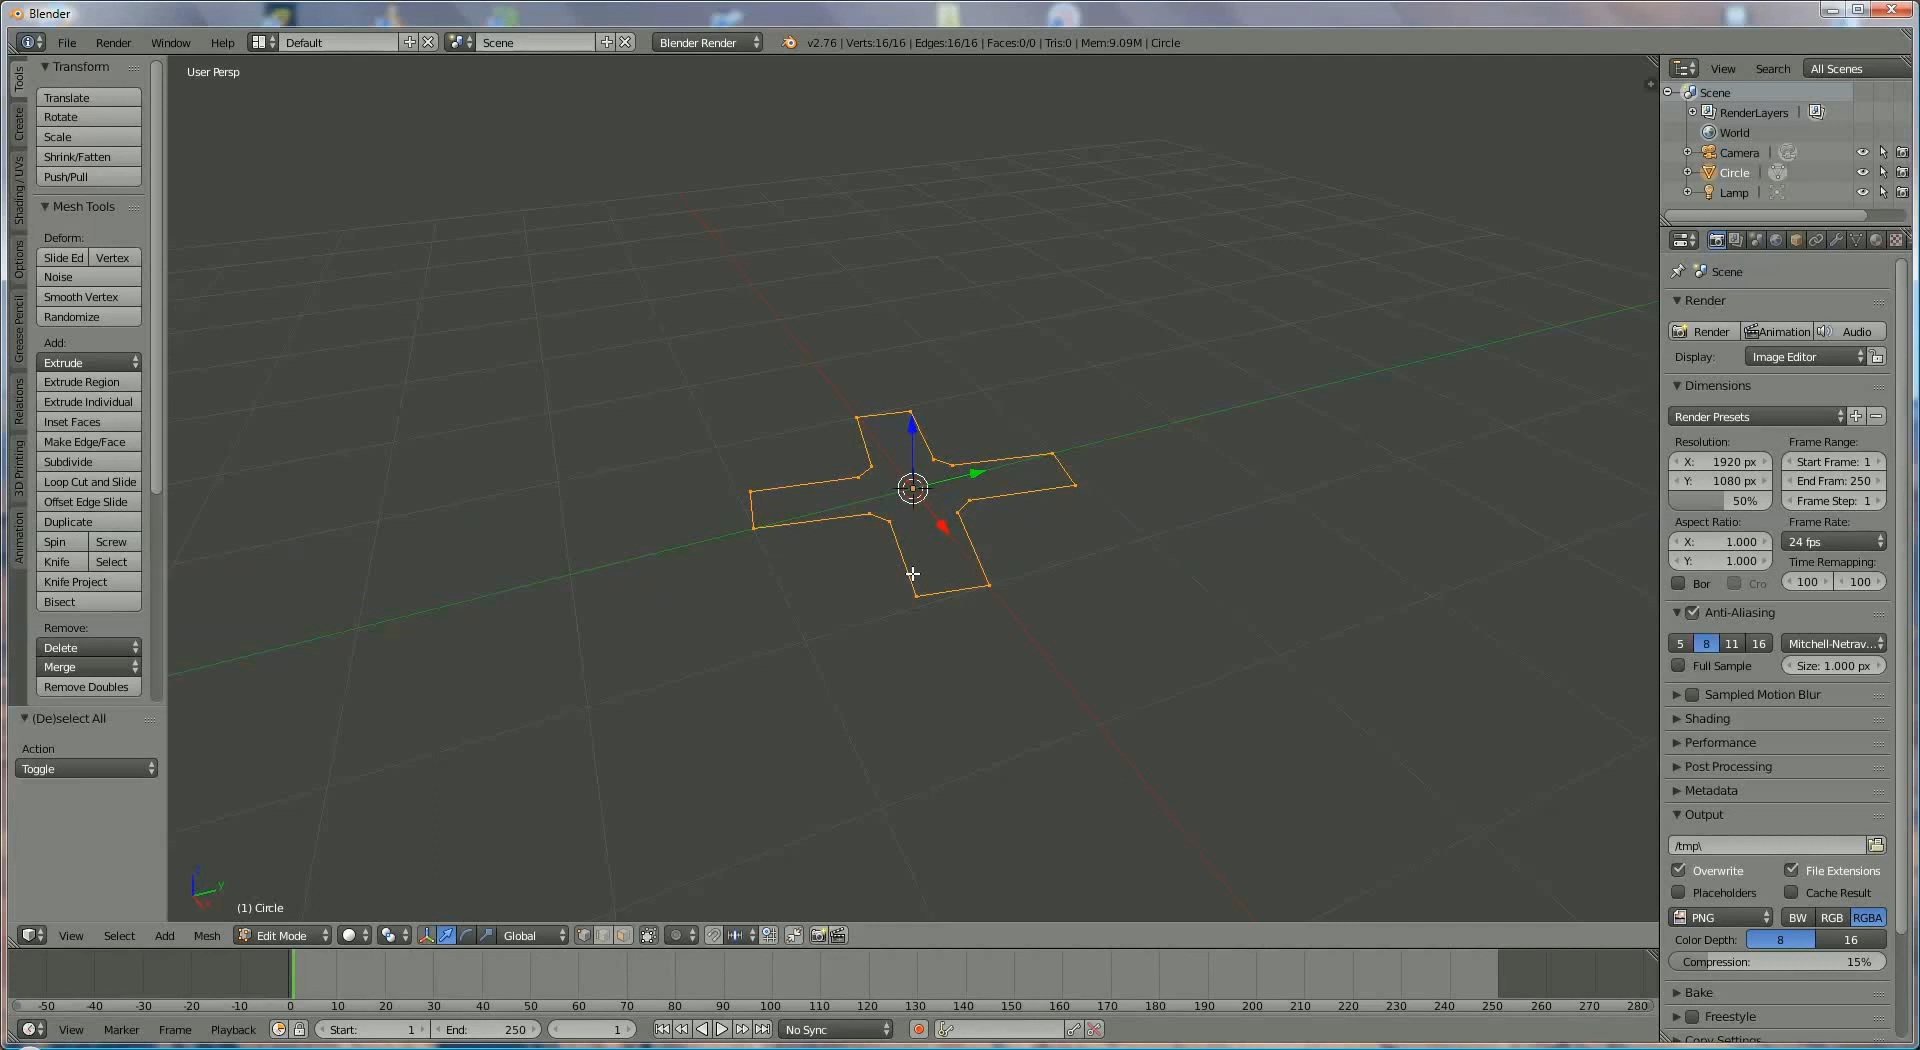 Blender
File Render Window Help Default Scene Blender Render v2.76 | Verts:16/16 | Edges:16/16 | Faces:0/0 | Tris:0 | Mem:9.09M | Circle
Tools
Create
Shading / UVs
Options
Grease Pencil
Relations
3D Printing
Animation
Transform
Translate
Rotate
Scale
Shrink/Fatten
Push/Pull
Mesh Tools
Deform:
Slide Ed Vertex
Noise
Smooth Vertex
Randomize
Add:
Extrude
Extrude Region
Extrude Individual
Inset Faces
Make Edge/Face
Subdivide
Loop Cut and Slide
Offset Edge Slide
Duplicate
Spin Screw
Knife Select
Knife Project
Bisect
Remove:
Delete
Merge
Remove Doubles
(De)select All
Action
Toggle
User Persp
z
y
x
(1) Circle
View Select Add Mesh Edit Mode Global
-50 -40 -30 -20 -10 0 10 20 30 40 50 60 70 80 90 100 110 120 130 140 150 160 170 180 190 200 210 220 230 240 250 260 270 280
View Marker Frame Playback Start: 1 End: 250 1 No Sync
View Search All Scenes
Scene
RenderLayers |
World
Camera |
Circle |
Lamp |
Scene
Render
Render Animation Audio
Display: Image Editor
Dimensions
Render Presets
Resolution: Frame Range:
X: 1920 px Start Frame: 1
Y: 1080 px End Fram: 250
50% Frame Step: 1
Aspect Ratio: Frame Rate:
X: 1.000 24 fps
Y: 1.000 Time Remapping:
Bor Cro 100 100
Anti-Aliasing
5 8 11 16 Mitchell-Netrav...
Full Sample Size: 1.000 px
Sampled Motion Blur
Shading
Performance
Post Processing
Metadata
Output
/tmp\
Overwrite File Extensions
Placeholders Cache Result
PNG BW RGB RGBA
Color Depth: 8 16
Compression: 15%
Bake
Freestyle